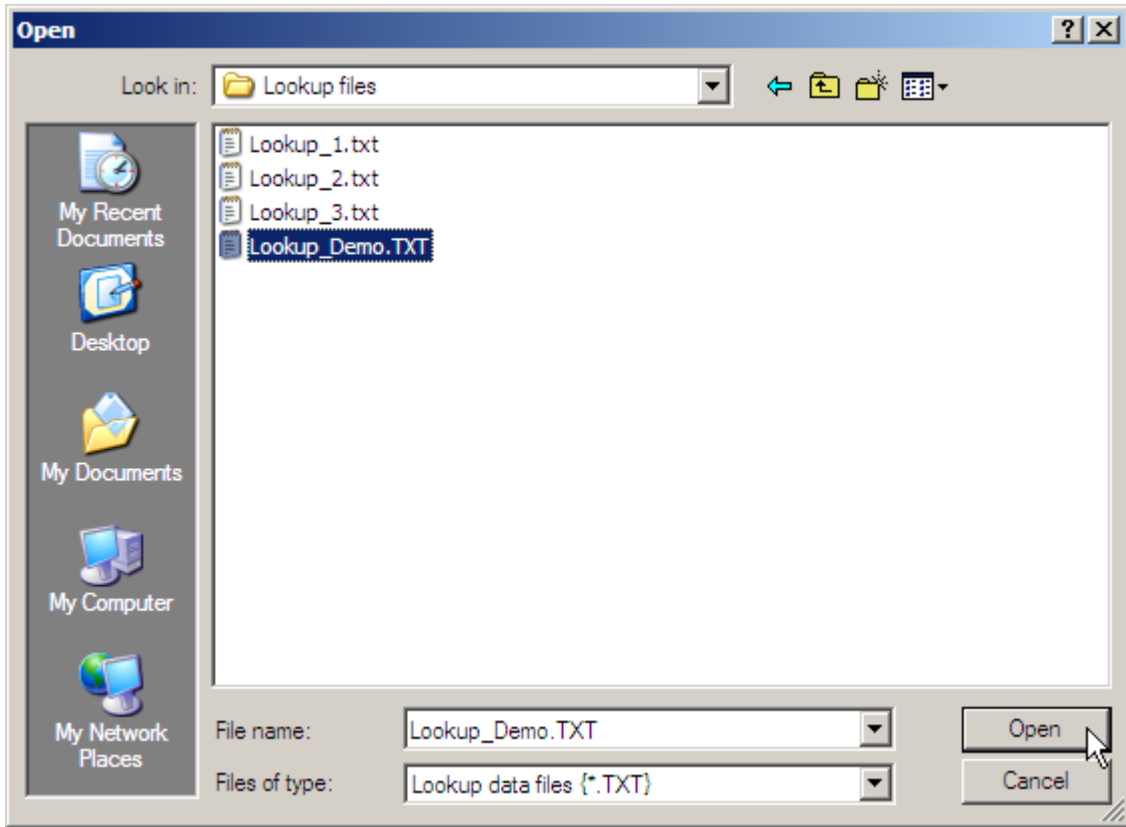 Open
Look in: Lookup files
Lookup_1.txt
Lookup_2.txt
Lookup_3.txt
Lookup_Demo.TXT
My Recent
Documents
Desktop
My Documents
My Computer
My Network
Places
File name: Lookup_Demo.TXT Open
Files of type: Lookup data files {*.TXT} Cancel